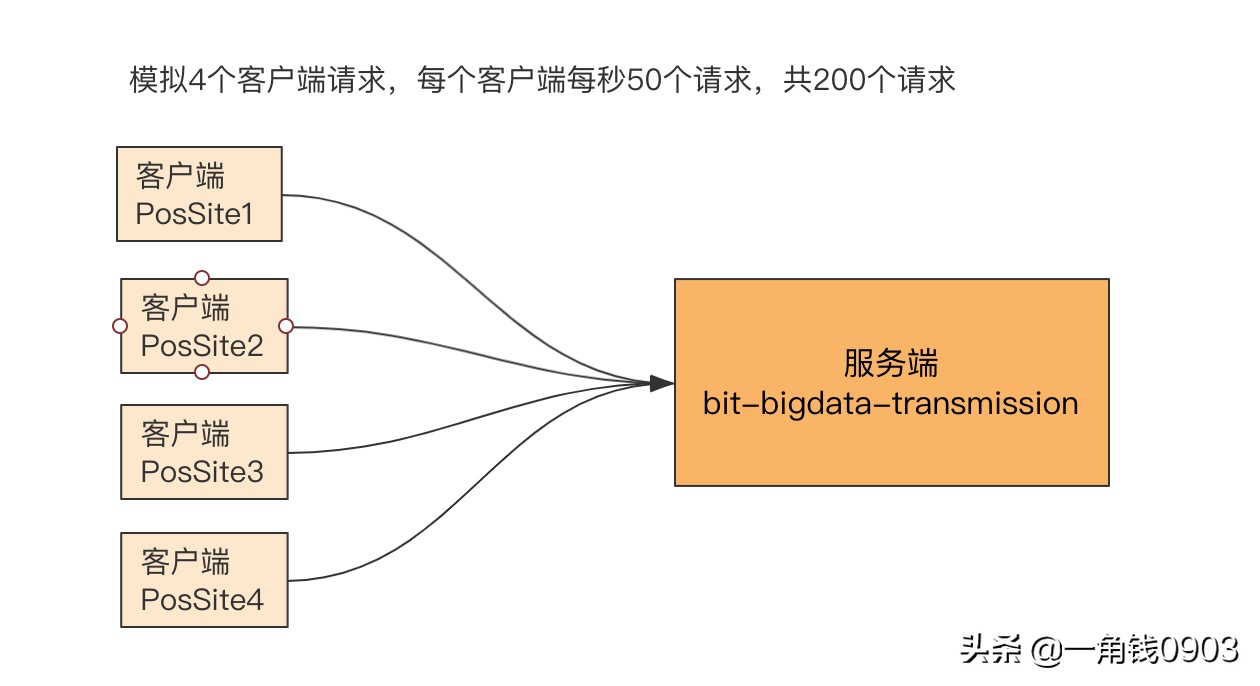 模拟4个客户端请求，每个客户端每秒50个请求，共200个请求
客户端
PosSite1
客户端
PosSite2
客户端
PosSite3
客户端
PosSite4
服务端
bit-bigdata-transmission
头条 @一角钱0903